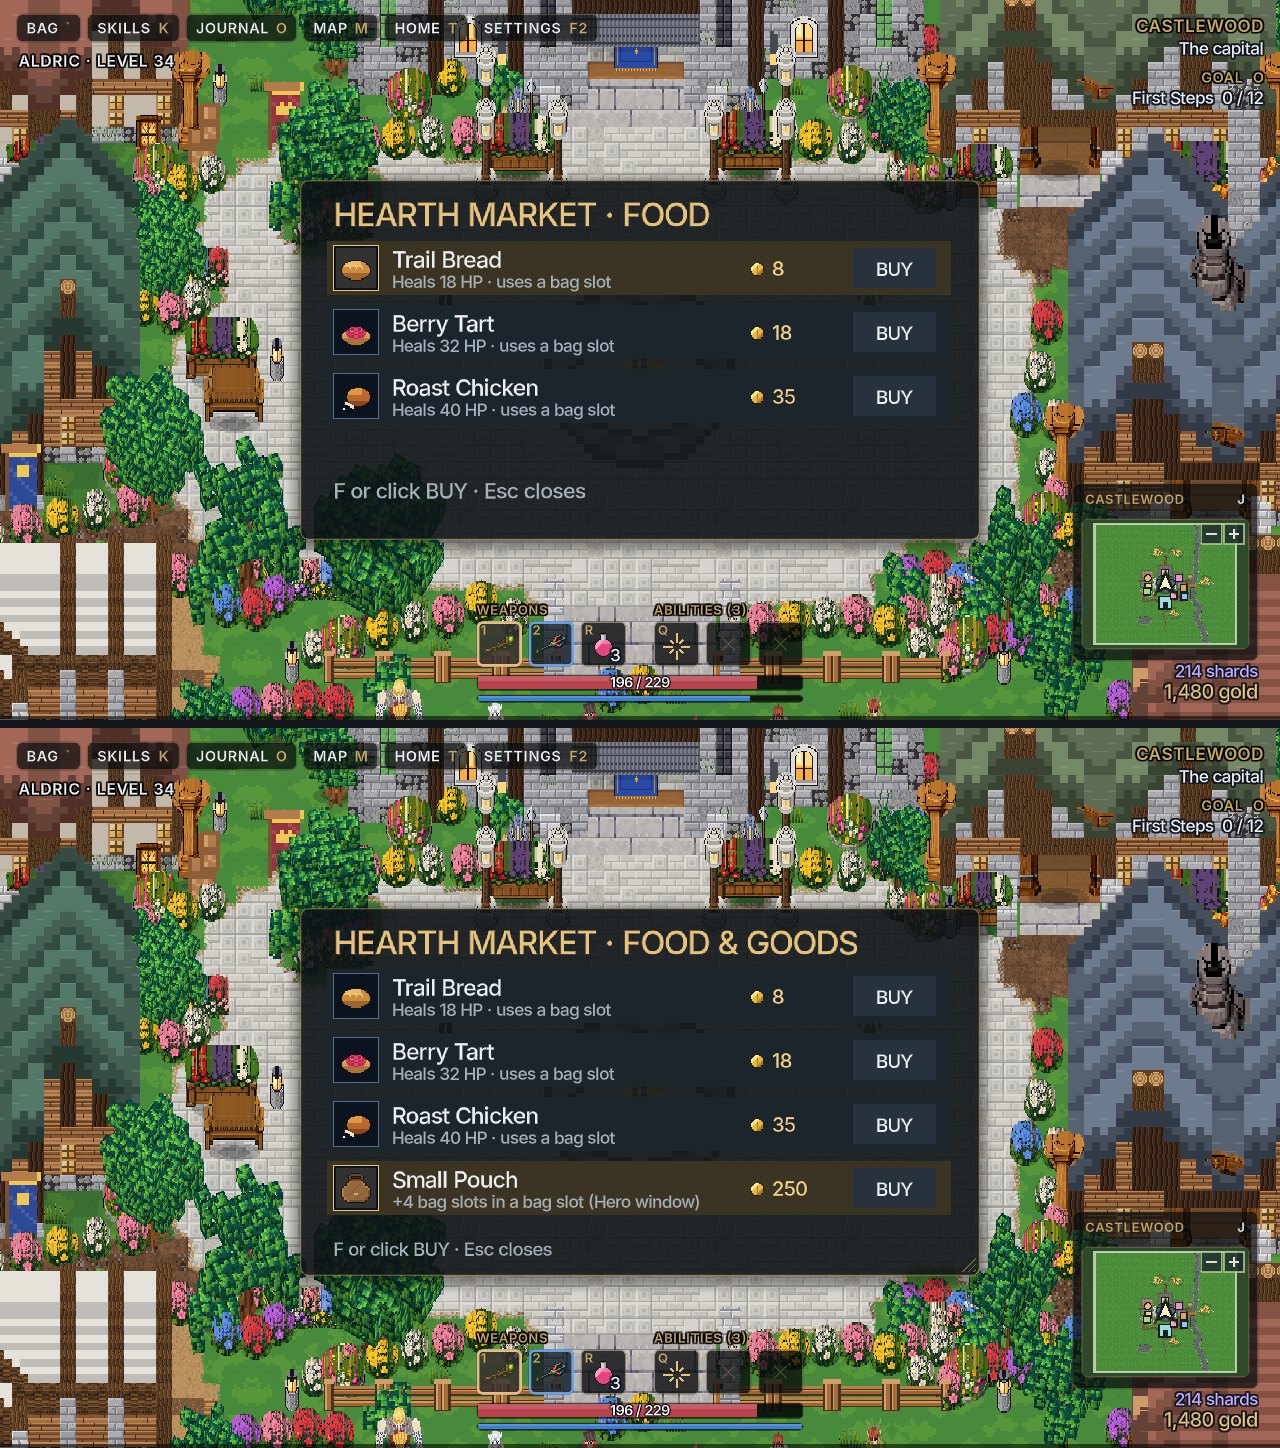 BAG ` SKILLS K JOURNAL O MAP M HOME T SETTINGS F2
ALDRIC · LEVEL 34
CASTLEWOOD
The capital
GOAL O
First Steps 0/12
HEARTH MARKET · FOOD
Trail Bread
Heals 18 HP · uses a bag slot
8 BUY
Berry Tart
Heals 32 HP · uses a bag slot
18 BUY
Roast Chicken
Heals 40 HP · uses a bag slot
35 BUY
F or click BUY · Esc closes
CASTLEWOOD J
WEAPONS ABILITIES (3)
1 2 R 3 Q
196 / 229
214 shards
1,480 gold
BAG ` SKILLS K JOURNAL O MAP M HOME T SETTINGS F2
ALDRIC · LEVEL 34
CASTLEWOOD
The capital
GOAL O
First Steps 0/12
HEARTH MARKET · FOOD & GOODS
Trail Bread
Heals 18 HP · uses a bag slot
8 BUY
Berry Tart
Heals 32 HP · uses a bag slot
18 BUY
Roast Chicken
Heals 40 HP · uses a bag slot
35 BUY
Small Pouch
+4 bag slots in a bag slot (Hero window)
250 BUY
F or click BUY · Esc closes
CASTLEWOOD J
WEAPONS ABILITIES (3)
1 2 R 3 Q
196 / 229
214 shards
1,480 gold